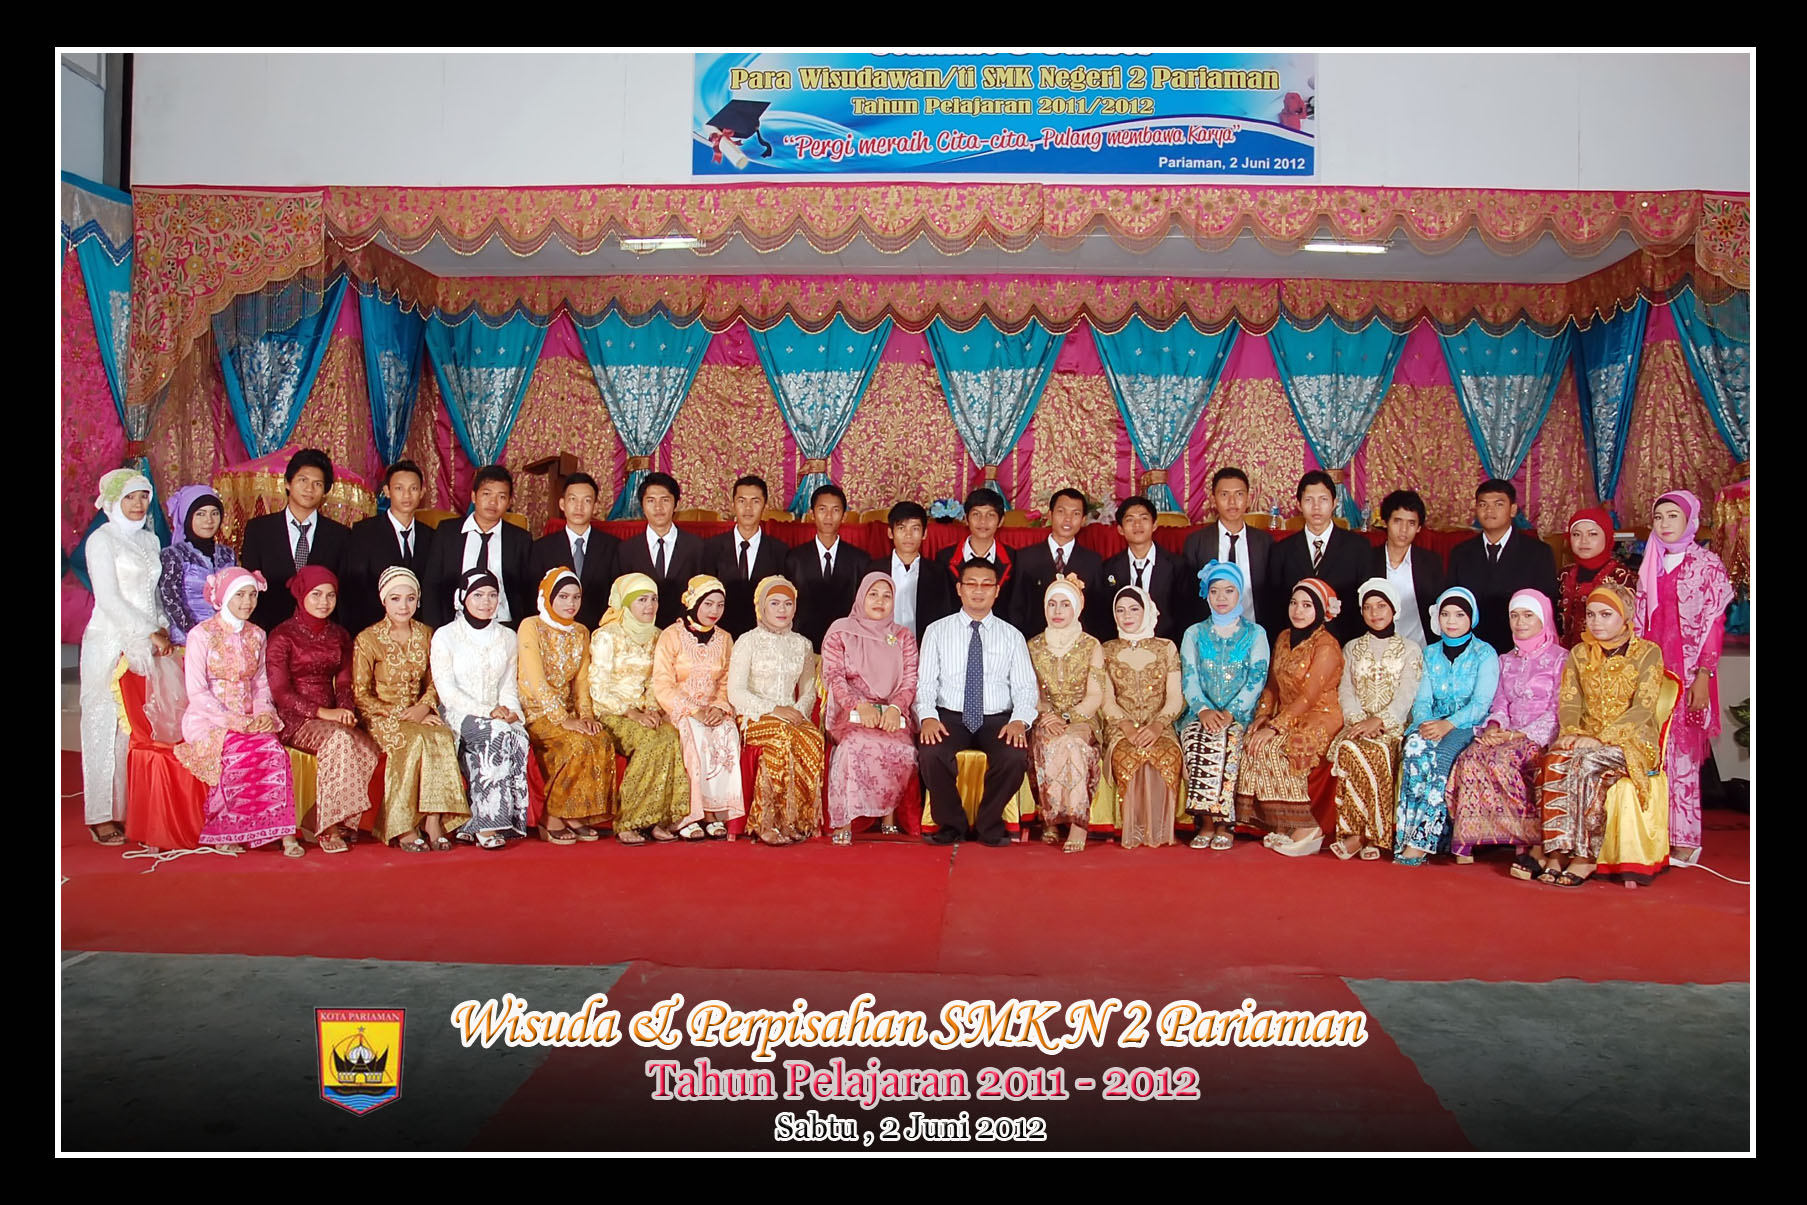 Para Wisudawan/ti SMK Negeri 2 Pariaman
Tahun Pelajaran 2011/2012
"Pergi meraih Cita-cita, Pulang membawa Karya"
Pariaman, 2 Juni 2012
KOTA PARIAMAN
Wisuda & Perpisahan SMK N 2 Pariaman
Tahun Pelajaran 2011 - 2012
Sabtu , 2 Juni 2012